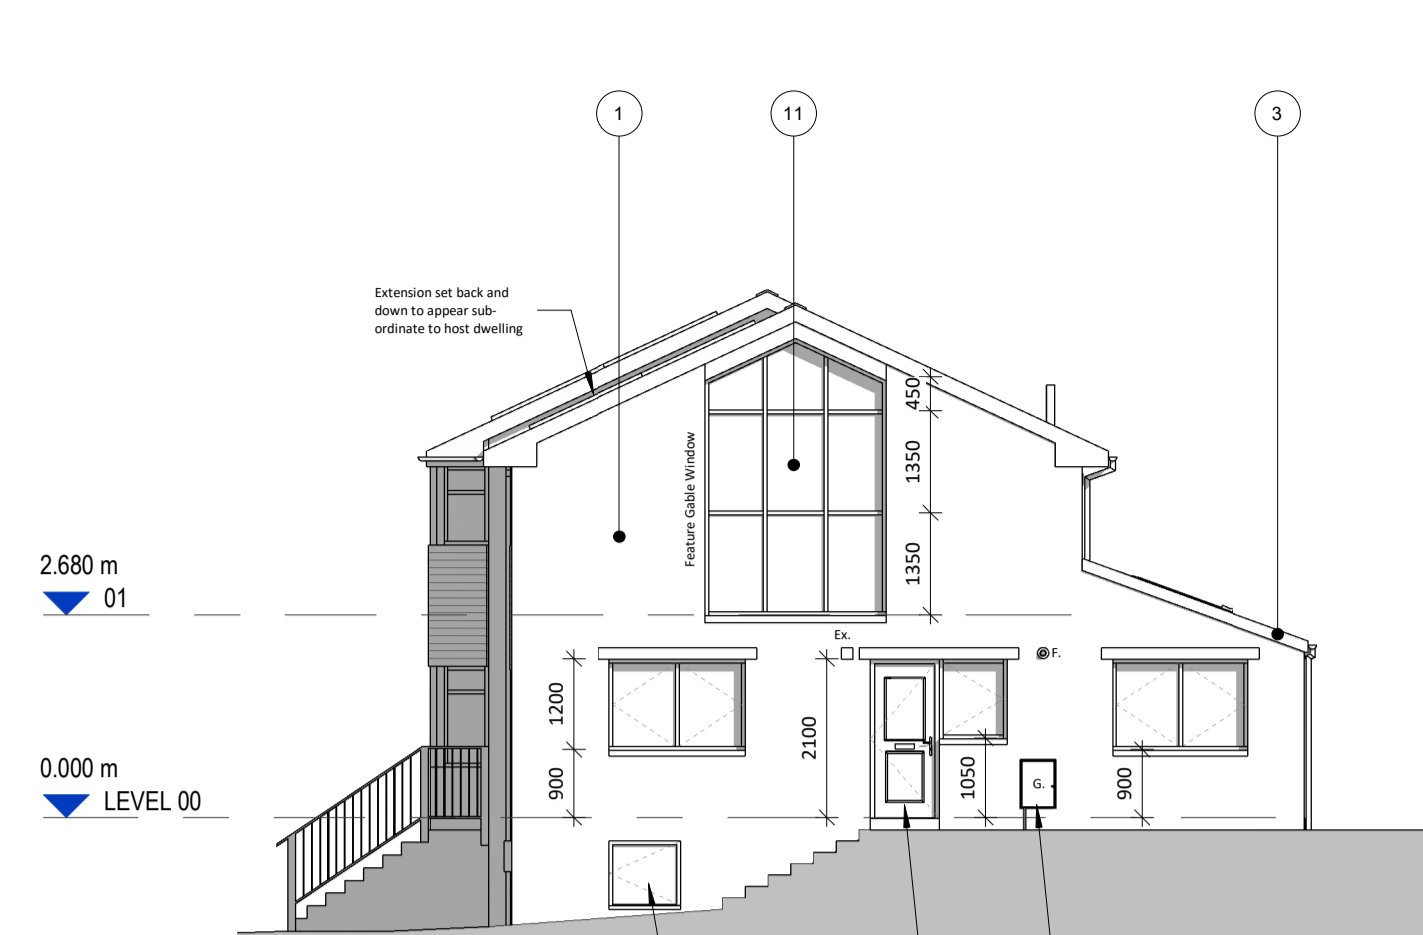 1
11
3
Extension set back and
down to appear sub-
ordinate to host dwelling
450
1350
1350
Feature Gable Window
2.680 m
01
Ex.
F.
1200
900
2100
1050
G.
900
0.000 m
LEVEL 00